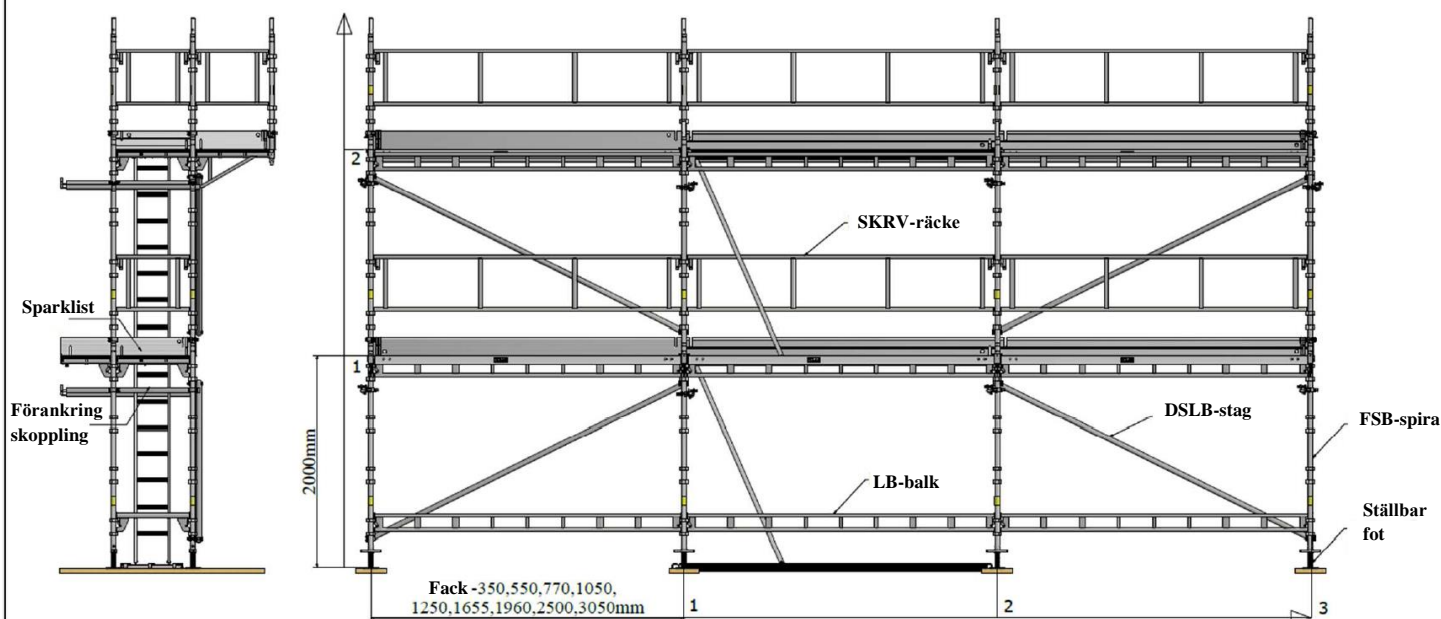 2
SKRV-räcke
Sparklist
1
Förankring
skoppling
DSLB-stag
FSB-spira
2000mm
LB-balk
Ställbar
fot
Fack -350,550,770,1050,
1250,1655,1960,2500,3050mm
1
2
3